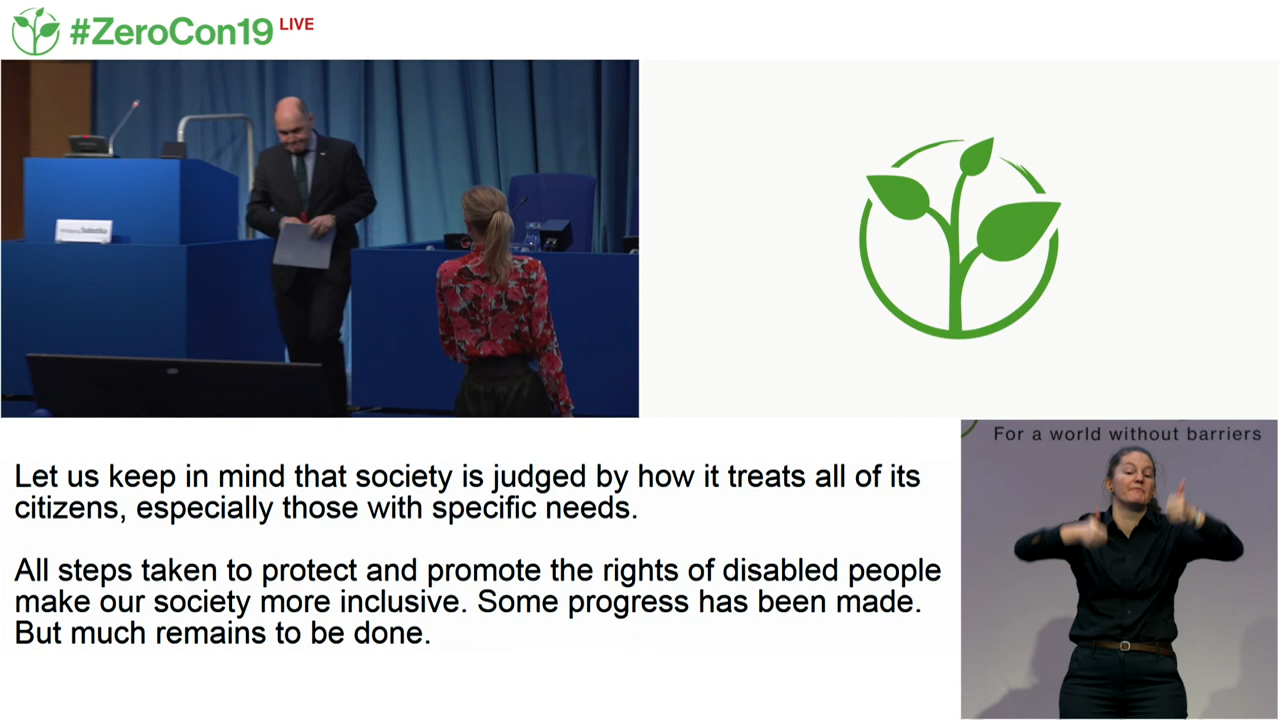 #ZeroCon19 LIVE
Sobotka
For a world without barriers
Let us keep in mind that society is judged by how it treats all of its
citizens, especially those with specific needs.
All steps taken to protect and promote the rights of disabled people
make our society more inclusive. Some progress has been made.
But much remains to be done.